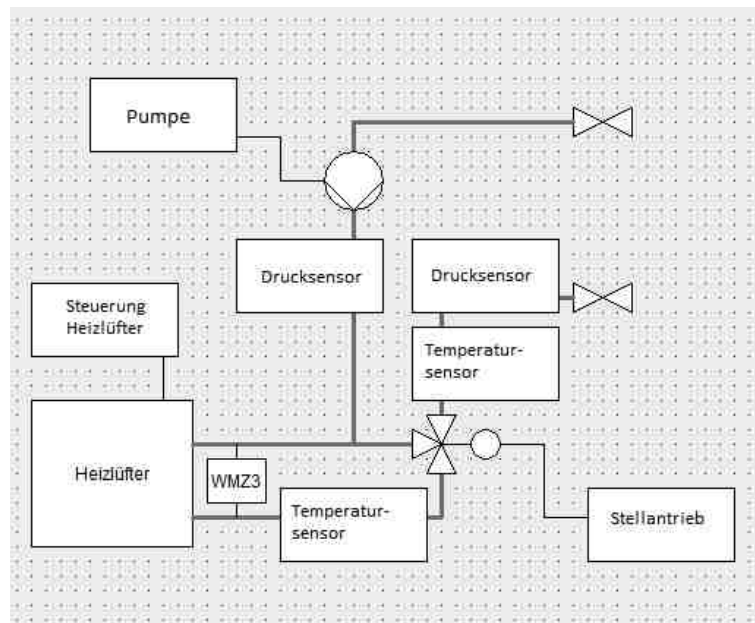 Pumpe
Drucksensor
Drucksensor
Steuerung
Heizlüfter
Temperatur-
sensor
Heizlüfter
WMZ3
Temperatur-
sensor
Stellantrieb